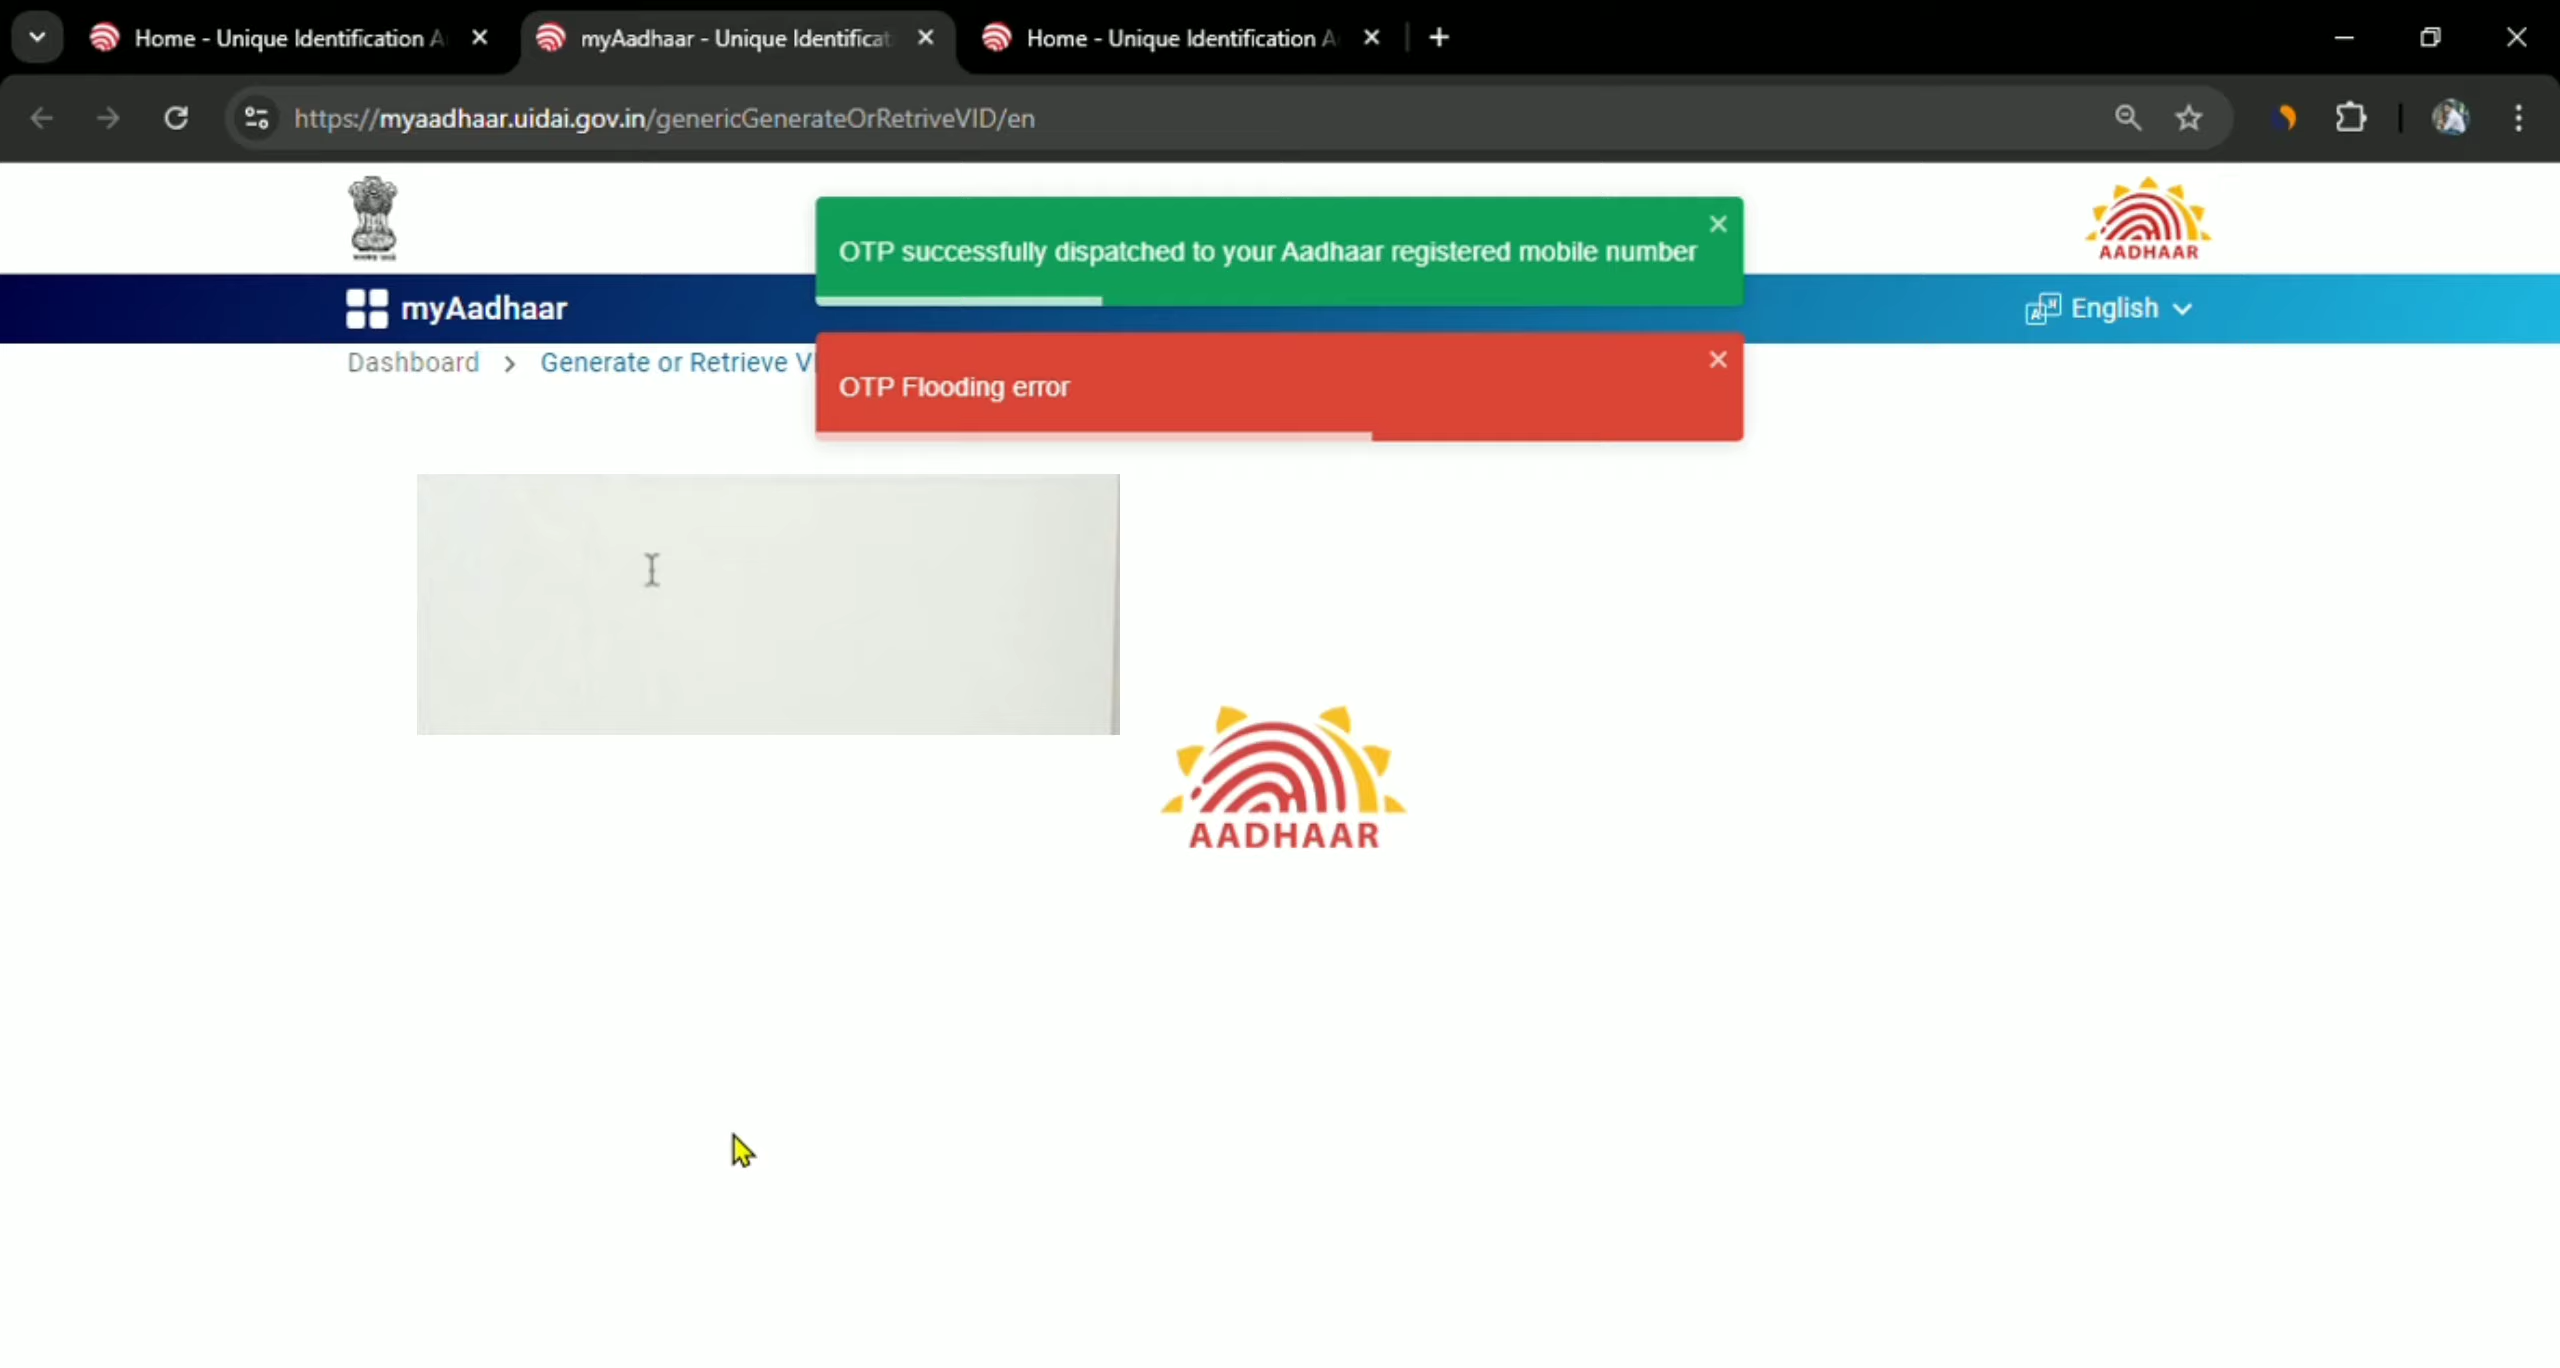 Home - Unique Identification A
myAadhaar - Unique Identificat
Home - Unique Identification A
https://myaadhaar.uidai.gov.in/genericGenerateOrRetriveVID/en
OTP successfully dispatched to your Aadhaar registered mobile number
AADHAAR
myAadhaar
English
Dashboard > Generate or Retrieve VI
OTP Flooding error
AADHAAR